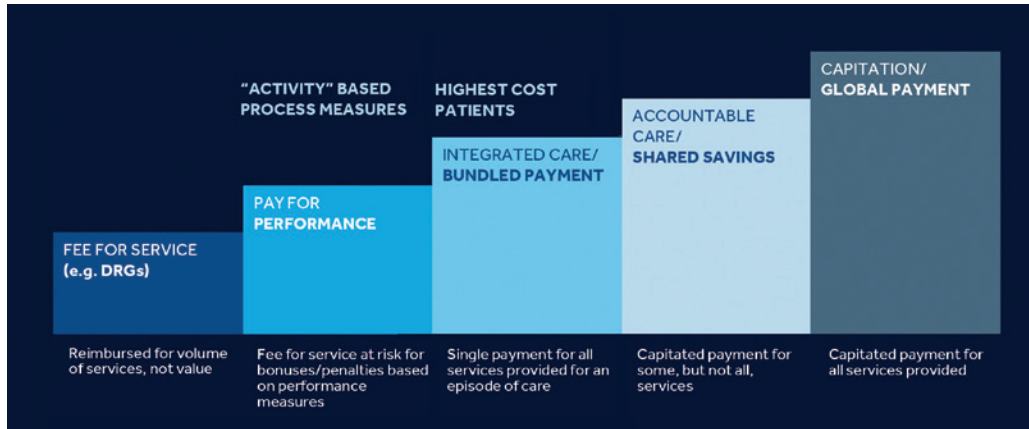 "ACTIVITY" BASED
PROCESS MEASURES
HIGHEST COST
PATIENTS
FEE FOR SERVICE
(e.g. DRGs)
PAY FOR
PERFORMANCE
INTEGRATED CARE/
BUNDLED PAYMENT
ACCOUNTABLE
CARE/
SHARED SAVINGS
CAPITATION/
GLOBAL PAYMENT
Reimbursed for volume
of services, not value
Fee for service at risk for
bonuses/penalties based
on performance
measures
Single payment for all
services provided for an
episode of care
Capitated payment for
some, but not all,
services
Capitated payment for
all services provided